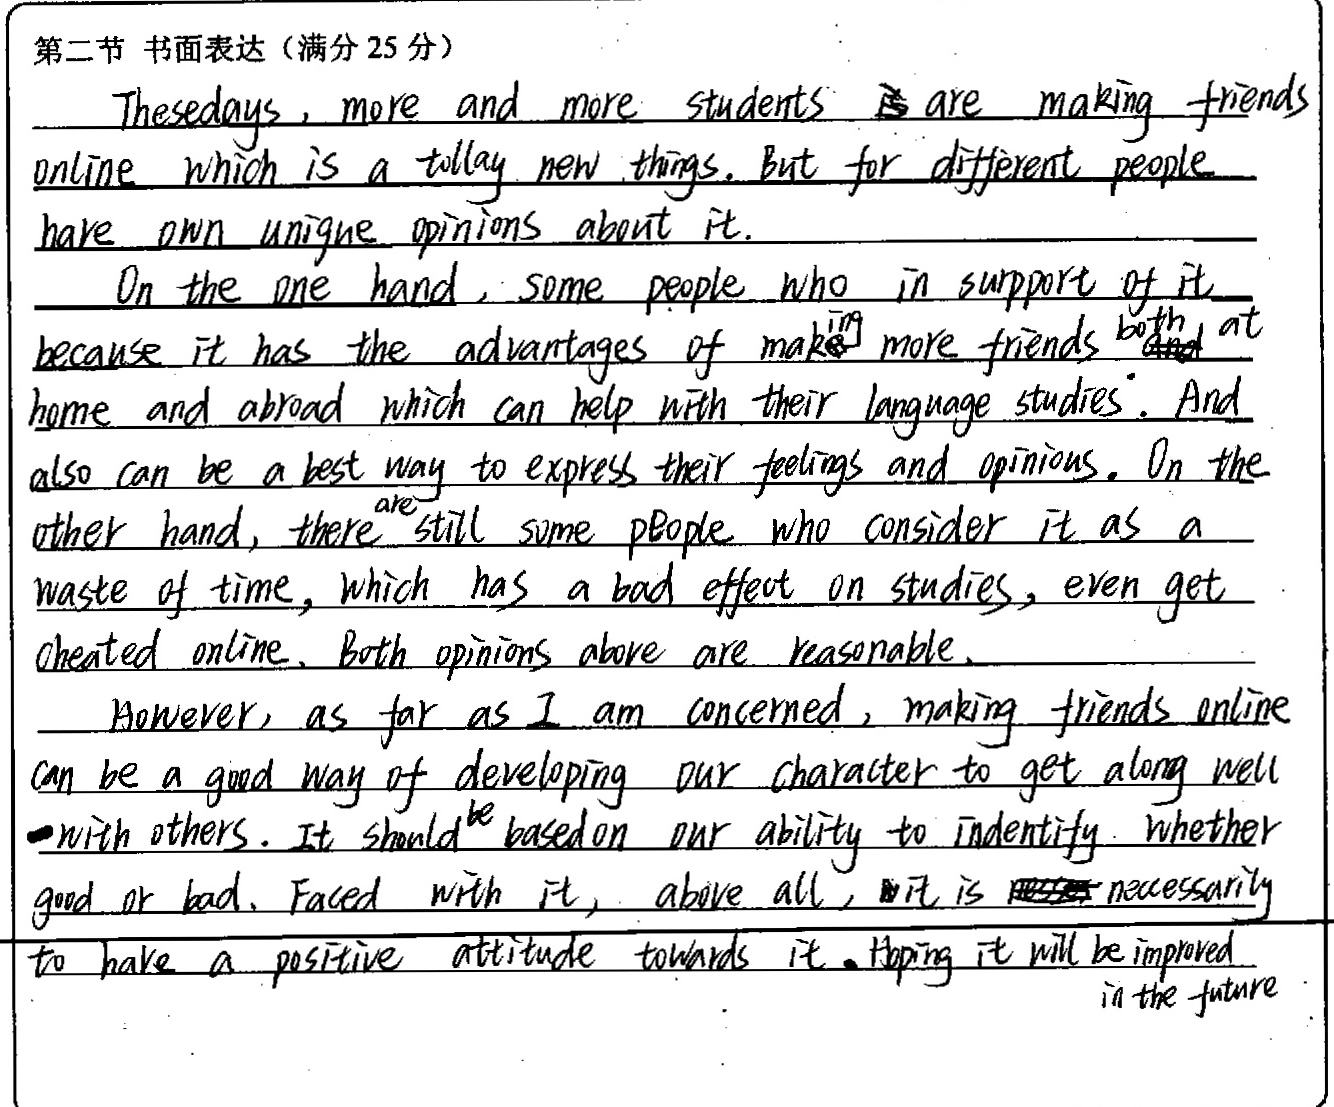 第二节 书面表达（满分 25 分）
Thesedays, more and more students are making friends
online which is a tollay new things. But for different people
have own unique opinions about it.
On the one hand, some people who in surpport of it
because it has the advantages of making more friends both at
home and abroad which can help with their language studies. And
also can be a best way to express their feelings and opinious. On the
other hand, there are still some people who consider it as a
waste of time, which has a bad effect on studies, even get
cheated online. Both opinions above are reasonable.
However, as far as I am concerned, making friends online
can be a good way of developing our character to get along well
with others. It should be based on our ability to indentify whether
good or bad. Faced with it, above all, it is neccessarily
to have a positive attitude towards it. Hoping it will be improved
in the future